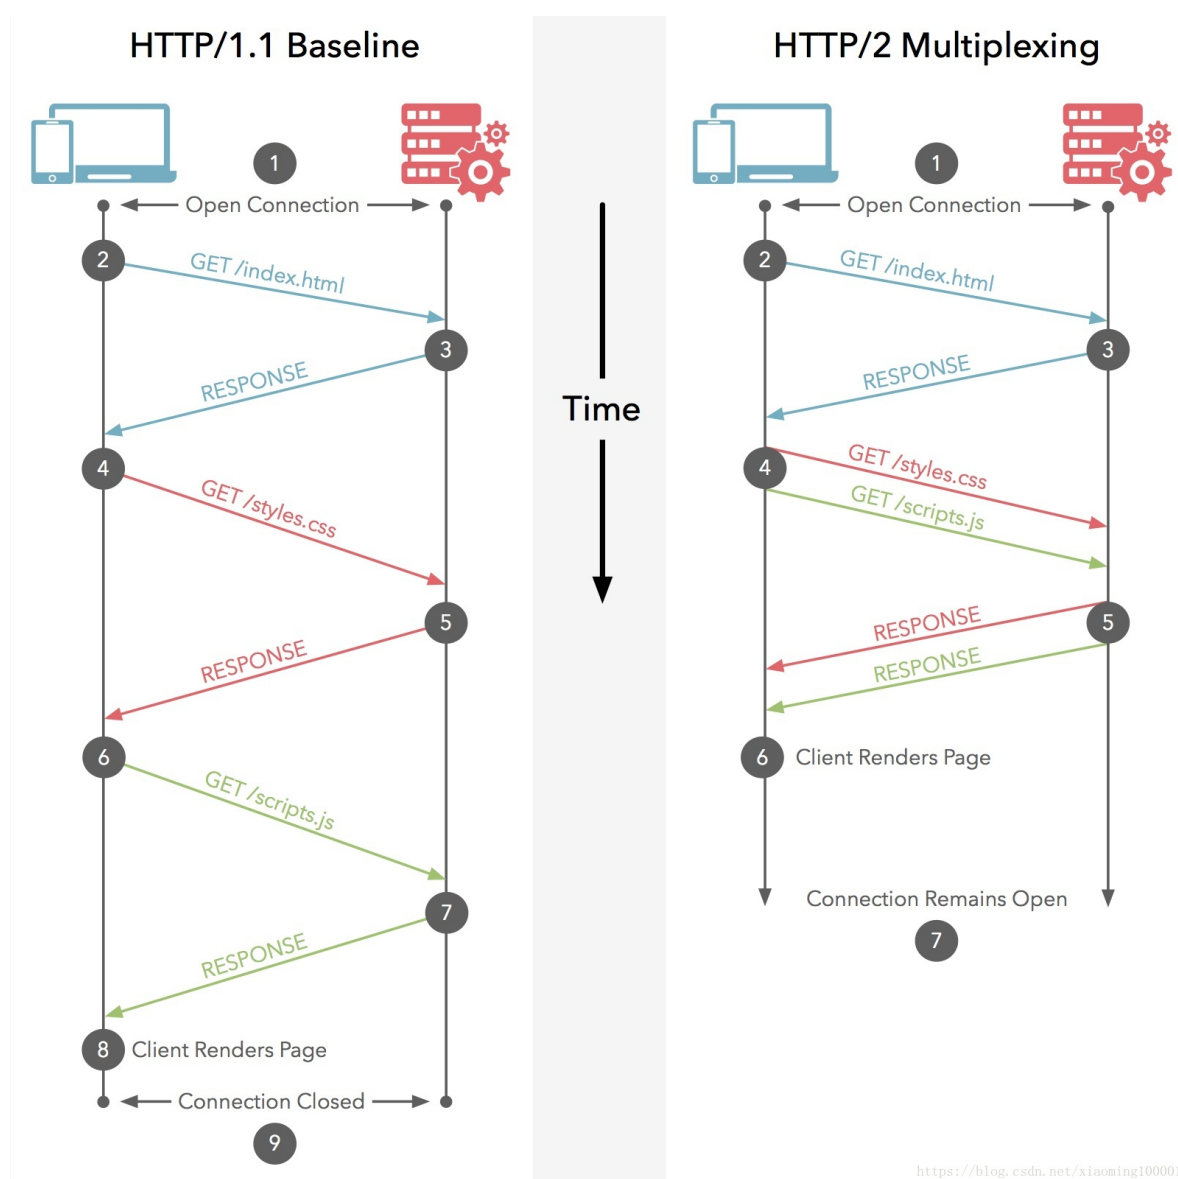 HTTP/1.1 Baseline
1
Open Connection
2
GET /index.html
3
RESPONSE
4
GET /styles.css
5
RESPONSE
6
GET /scripts.js
7
RESPONSE
8 Client Renders Page
Connection Closed
9
Time
HTTP/2 Multiplexing
1
Open Connection
2
GET /index.html
3
RESPONSE
4
GET /styles.css
GET /scripts.js
5
RESPONSE
RESPONSE
6 Client Renders Page
Connection Remains Open
7
https://blog.csdn.net/xiaoming10000